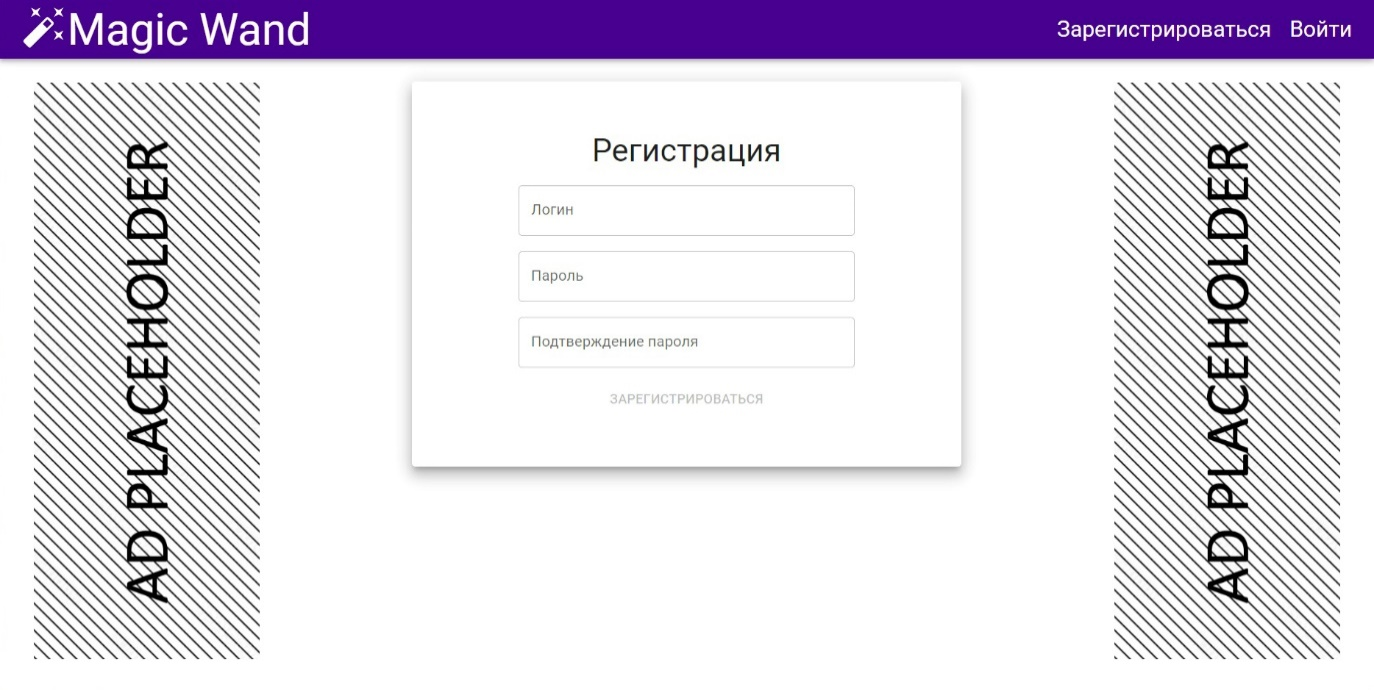 Magic Wand
Зарегистрироваться Войти
AD PLACEHOLDER
Регистрация
Логин
Пароль
Подтверждение пароля
ЗАРЕГИСТРИРОВАТЬСЯ
AD PLACEHOLDER